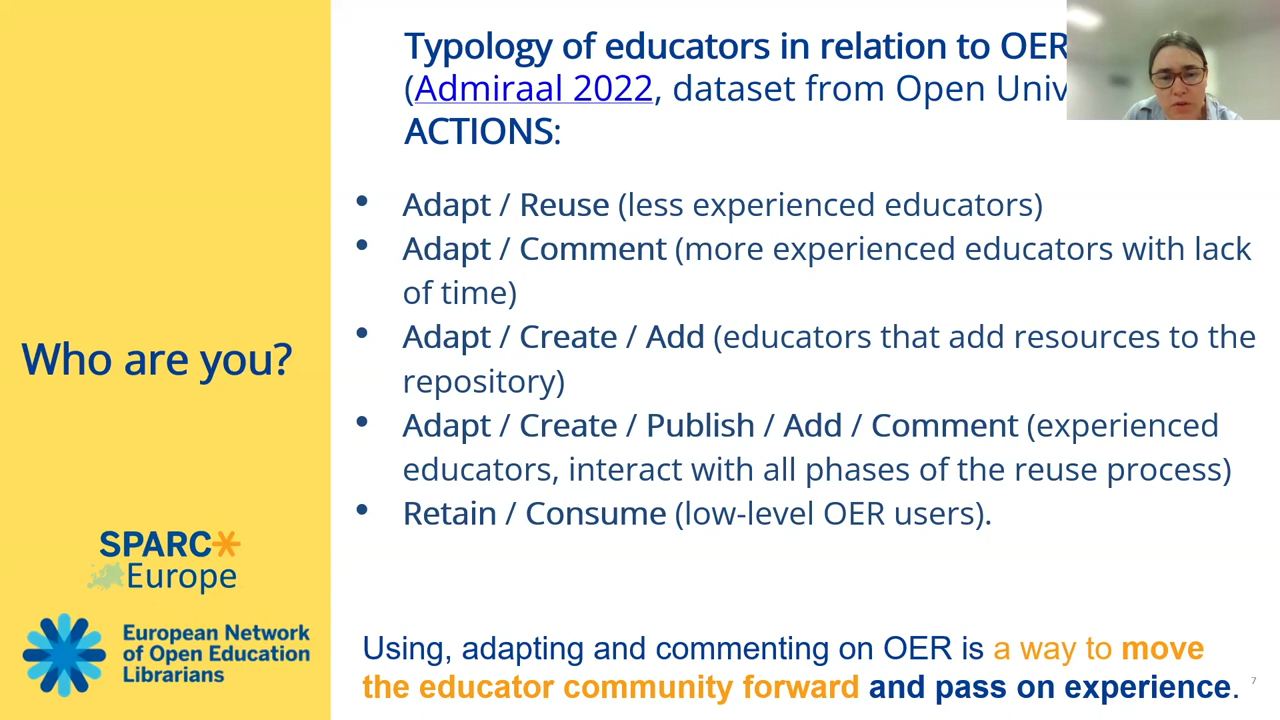 Typology of educators in relation to OER
(Admiraal 2022, dataset from Open Univ
ACTIONS:
• Adapt / Reuse (less experienced educators)
• Adapt / Comment (more experienced educators with lack
of time)
• Adapt / Create / Add (educators that add resources to the
repository)
• Adapt / Create / Publish / Add / Comment (experienced
educators, interact with all phases of the reuse process)
• Retain / Consume (low-level OER users).
Who are you?
SPARC
Europe
European Network
of Open Education
Librarians
Using, adapting and commenting on OER is a way to move
the educator community forward and pass on experience.
7